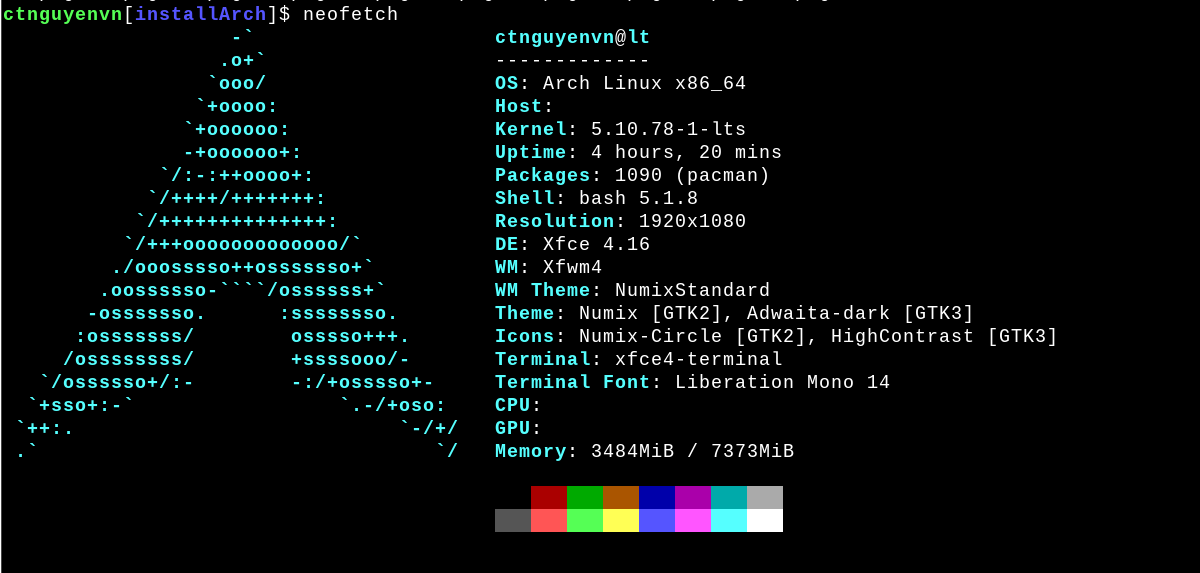 ctnguyenvn[installArch]$ neofetch
                   -`                    ctnguyenvn@lt
                  .o+`                   -------------
                 `ooo/                   OS: Arch Linux x86_64
                `+oooo:                  Host:
               `+oooooo:                 Kernel: 5.10.78-1-lts
               -+oooooo+:                Uptime: 4 hours, 20 mins
             `/:-:++oooo+:               Packages: 1090 (pacman)
            `/++++/+++++++:              Shell: bash 5.1.8
           `/++++++++++++++:             Resolution: 1920x1080
          `/+++ooooooooooooo/`           DE: Xfce 4.16
         ./ooosssso++osssssso+`          WM: Xfwm4
        .oossssso-````/ossssss+`         WM Theme: NumixStandard
       -osssssso.      :ssssssso.        Theme: Numix [GTK2], Adwaita-dark [GTK3]
      :osssssss/        osssso+++.       Icons: Numix-Circle [GTK2], HighContrast [GTK3]
     /ossssssss/        +ssssooo/-       Terminal: xfce4-terminal
   `/ossssso+/:-        -:/+osssso+-     Terminal Font: Liberation Mono 14
  `+sso+:-`                 `.-/+oso:    CPU:
 `++:.                           `-/+/   GPU:
 .`                                 `/   Memory: 3484MiB / 7373MiB